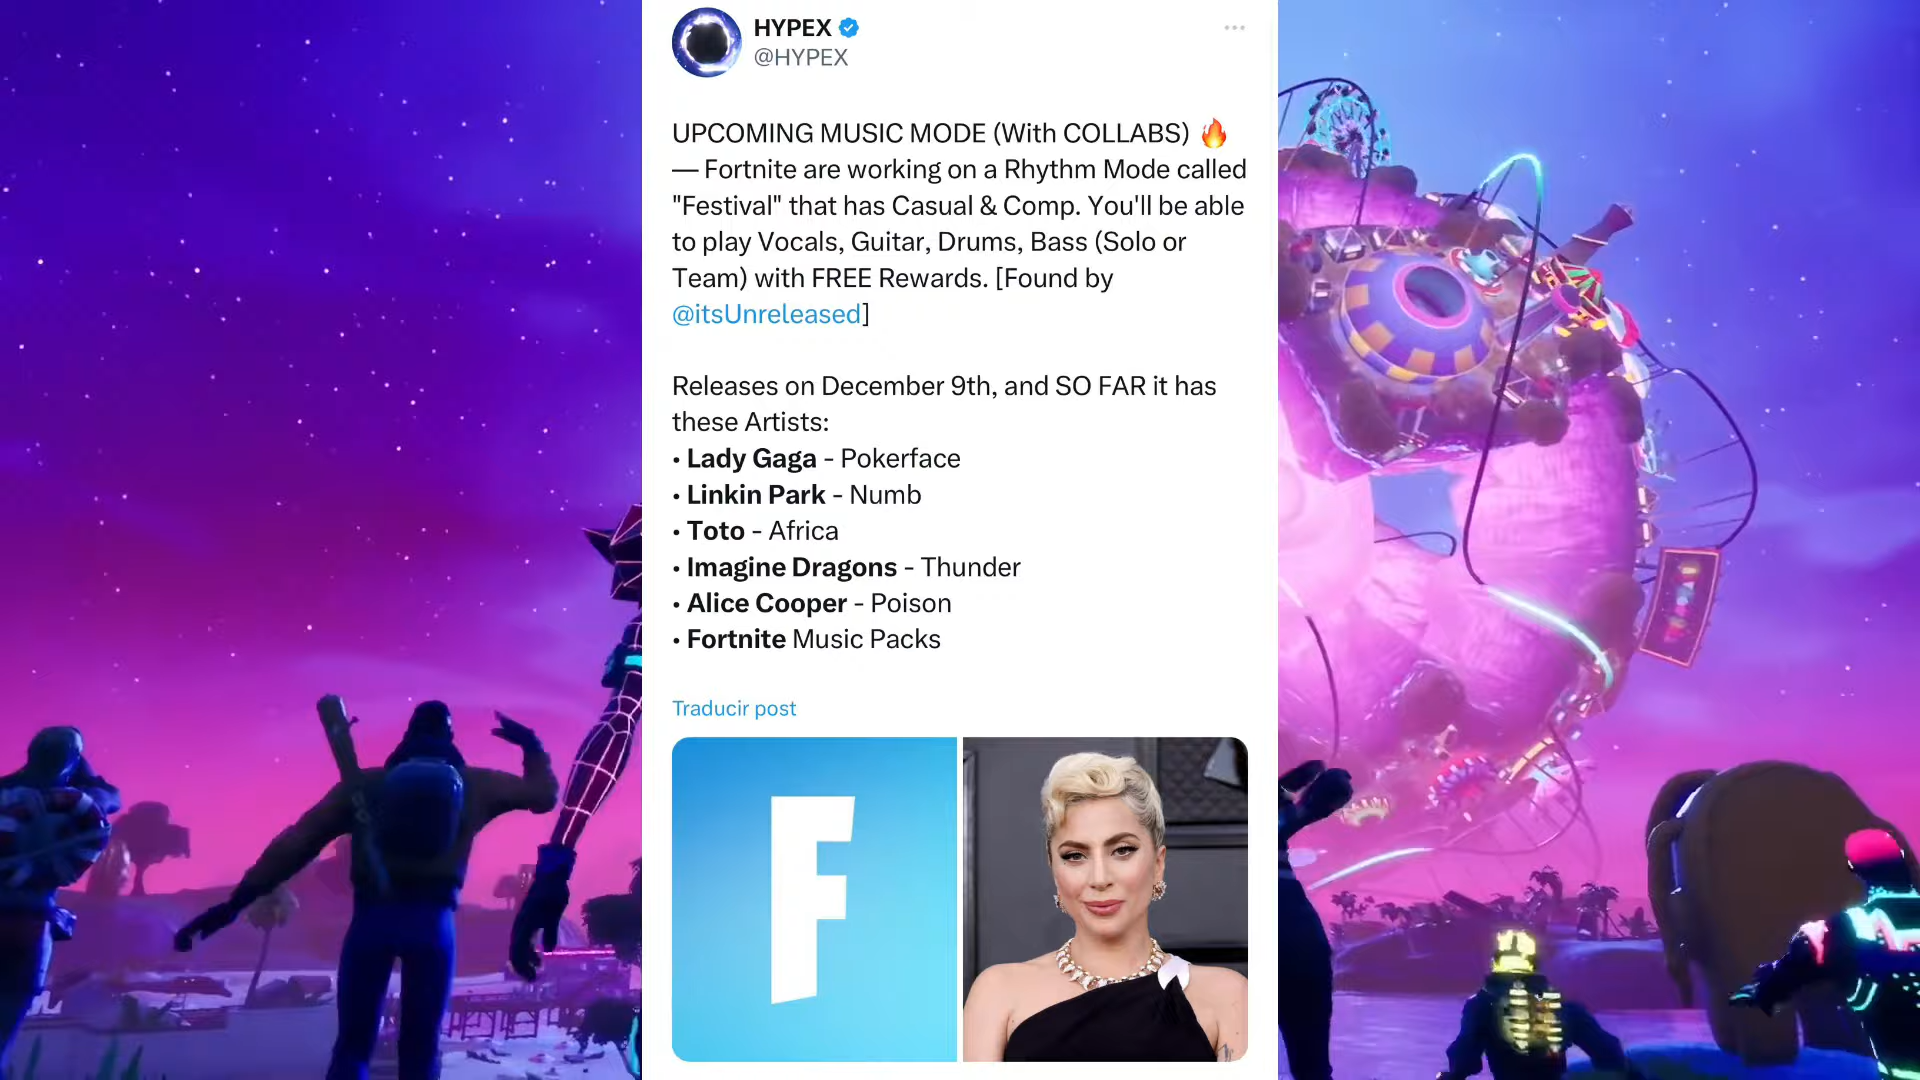 HYPEX
@HYPEX
UPCOMING MUSIC MODE (With COLLABS) 🔥
— Fortnite are working on a Rhythm Mode called
"Festival" that has Casual & Comp. You'll be able
to play Vocals, Guitar, Drums, Bass (Solo or
Team) with FREE Rewards. [Found by
@itsUnreleased]
Releases on December 9th, and SO FAR it has
these Artists:
• Lady Gaga - Pokerface
• Linkin Park - Numb
• Toto - Africa
• Imagine Dragons - Thunder
• Alice Cooper - Poison
• Fortnite Music Packs
Traducir post
F